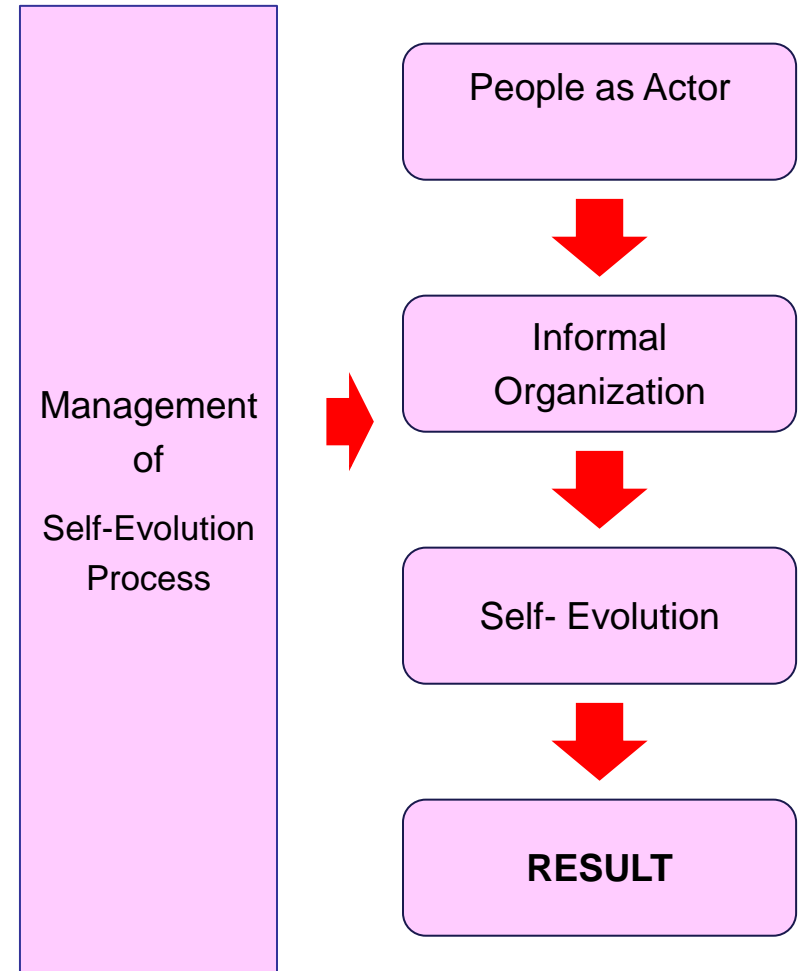 Management
of
Self-Evolution
Process
People as Actor
Informal
Organization
Self- Evolution
RESULT